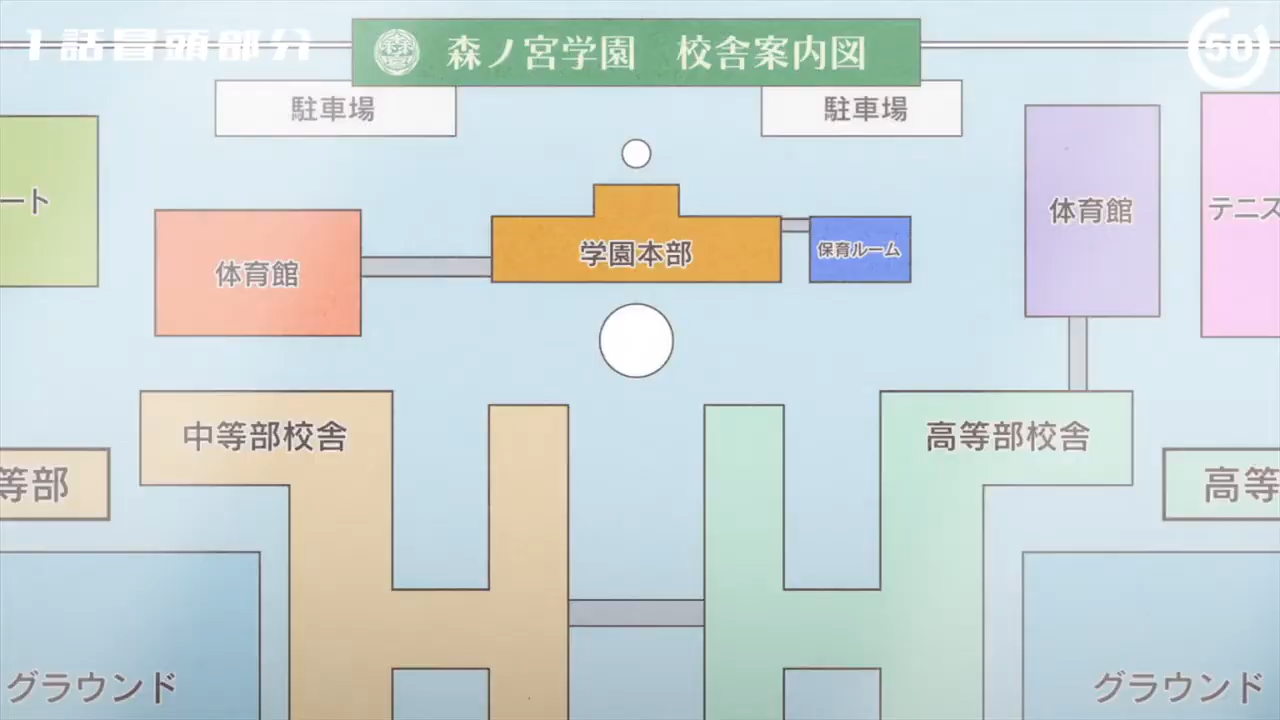 1話冒頭部分
森ノ宮学園 校舎案内図
50
駐車場
駐車場
ート
体育館
学園本部
保育ルーム
体育館
テニス
中等部校舎
高等部校舎
等部
高等
グラウンド
グラウンド